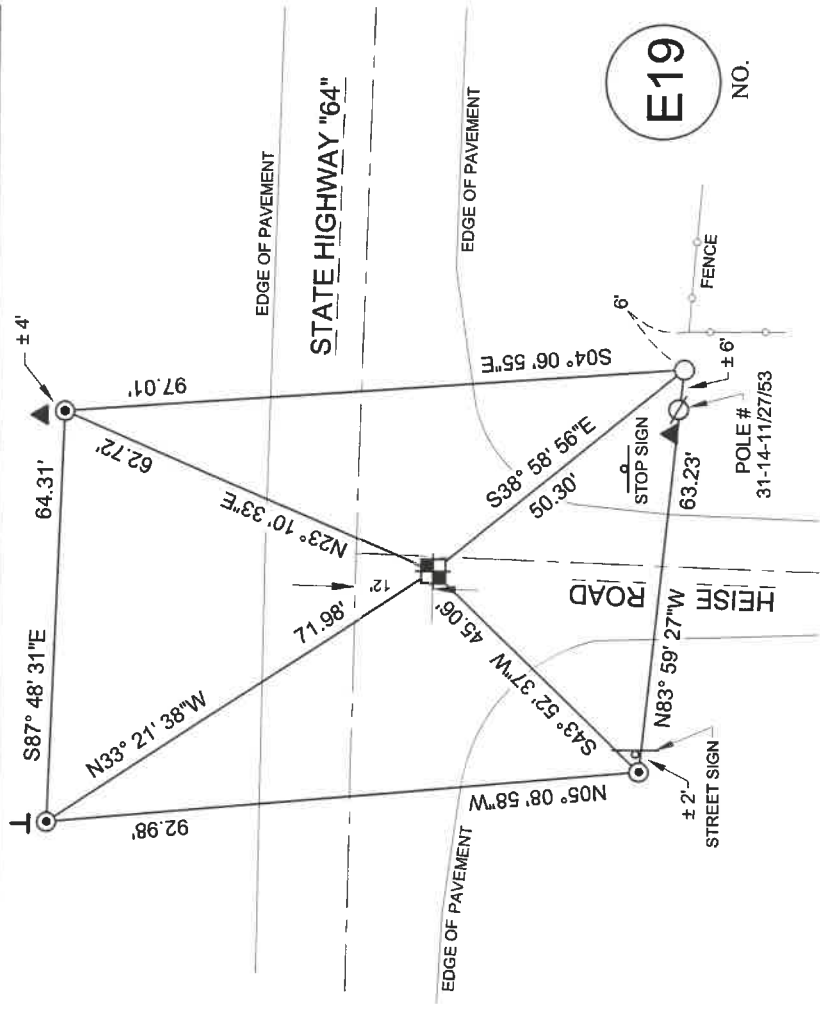 ± 4'
S87° 48' 31"E
64.31'
EDGE OF PAVEMENT
STATE HIGHWAY "64"
EDGE OF PAVEMENT
E19
NO.
97.01'
S04° 06' 55"E
62.72'
N23° 10' 33"E
N33° 21' 38"W
71.98'
12'
92.98'
N05° 08' 58"W
45.06'
S43° 52' 37"W
S38° 58' 56"E
50.30'
6'
FENCE
± 6'
STOP SIGN
POLE #
31-14-11/27/53
63.23'
N83° 59' 27"W
HEISE
ROAD
± 2'
STREET SIGN
EDGE OF PAVEMENT